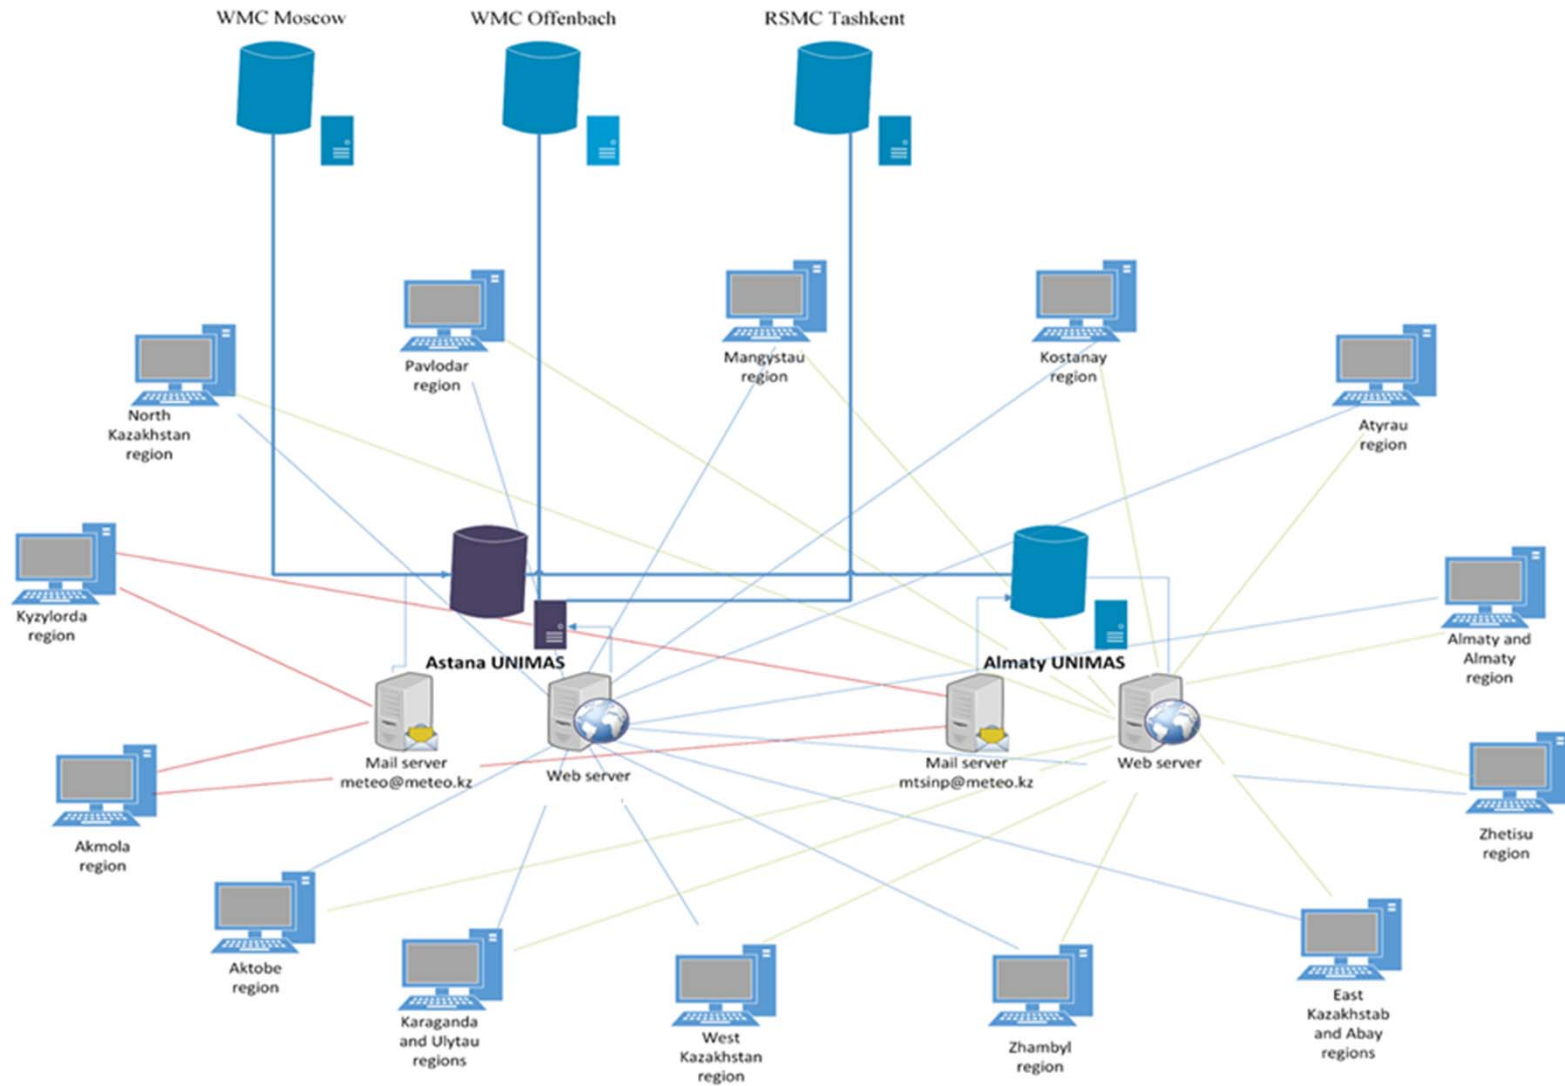 WMC Moscow
WMC Offenbach
RSMC Tashkent
Pavlodar
region
Mangystau
region
Kostanay
region
North
Kazakhstan
region
Atyrau
region
Kyzylorda
region
Astana UNIMAS
Almaty UNIMAS
Almaty and
Almaty
region
Mail server
meteo@meteo.kz
Web server
Mail server
mtsinp@meteo.kz
Web server
Akmola
region
Zhetisu
region
Aktobe
region
Karaganda
and Ulytau
regions
West
Kazakhstan
region
Zhambyl
region
East
Kazakhstab
and Abay
regions